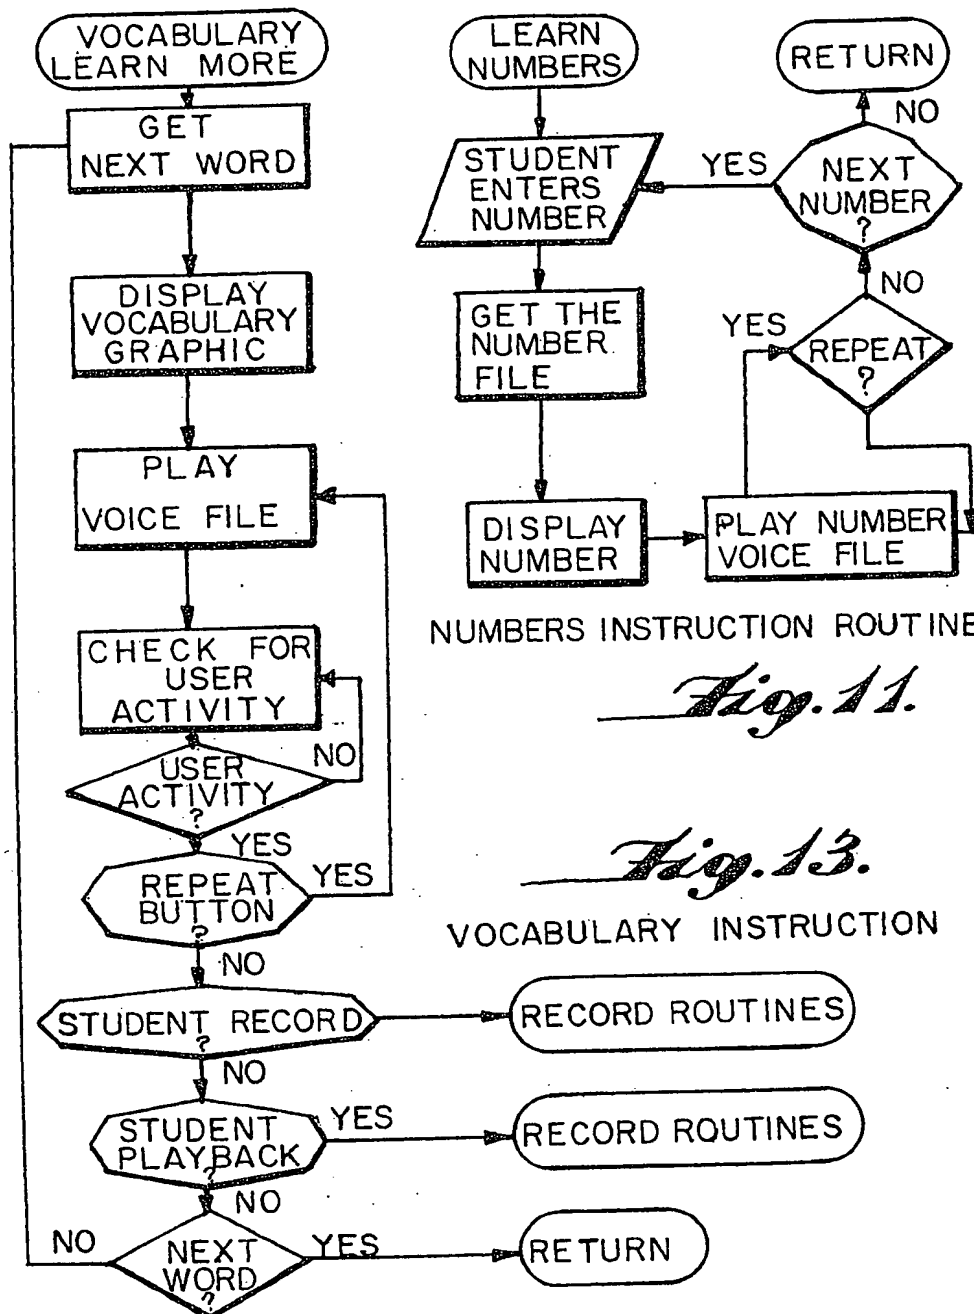 VOCABULARY
LEARN MORE
GET
NEXT WORD
DISPLAY
VOCABULARY
GRAPHIC
PLAY
VOICE FILE
CHECK FOR
USER
ACTIVITY
NO
USER
ACTIVITY
?
YES
REPEAT
BUTTON
?
YES
NO
STUDENT RECORD
?
RECORD ROUTINES
NO
STUDENT
PLAYBACK
?
YES
RECORD ROUTINES
NO
NO
NEXT
WORD
?
YES
RETURN
LEARN
NUMBERS
STUDENT
ENTERS
NUMBER
GET THE
NUMBER
FILE
DISPLAY
NUMBER
PLAY NUMBER
VOICE FILE
YES
REPEAT
?
NO
YES
NEXT
NUMBER
?
NO
RETURN
NUMBERS INSTRUCTION ROUTINE
Fig. 11.
Fig. 13.
VOCABULARY INSTRUCTION